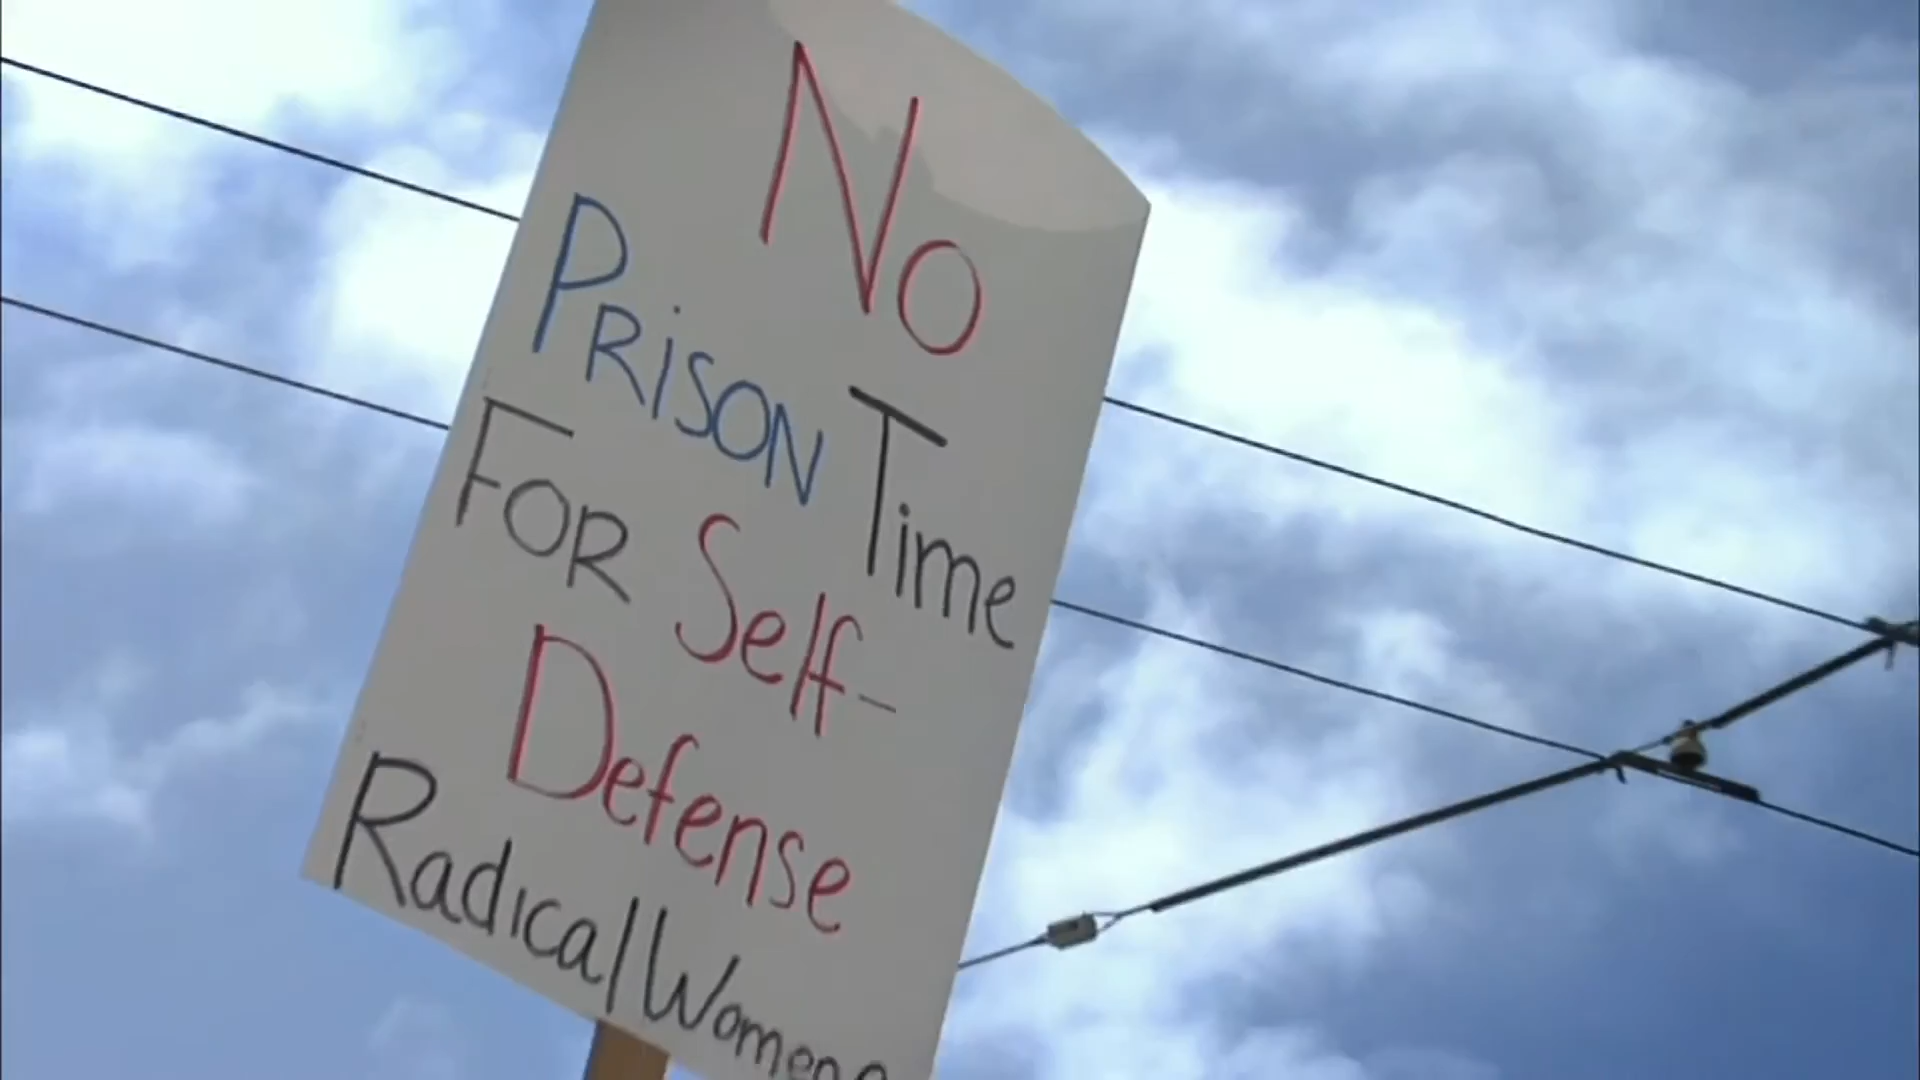 No
PRiSON Time
FOR Self-
Defense
Radical Women